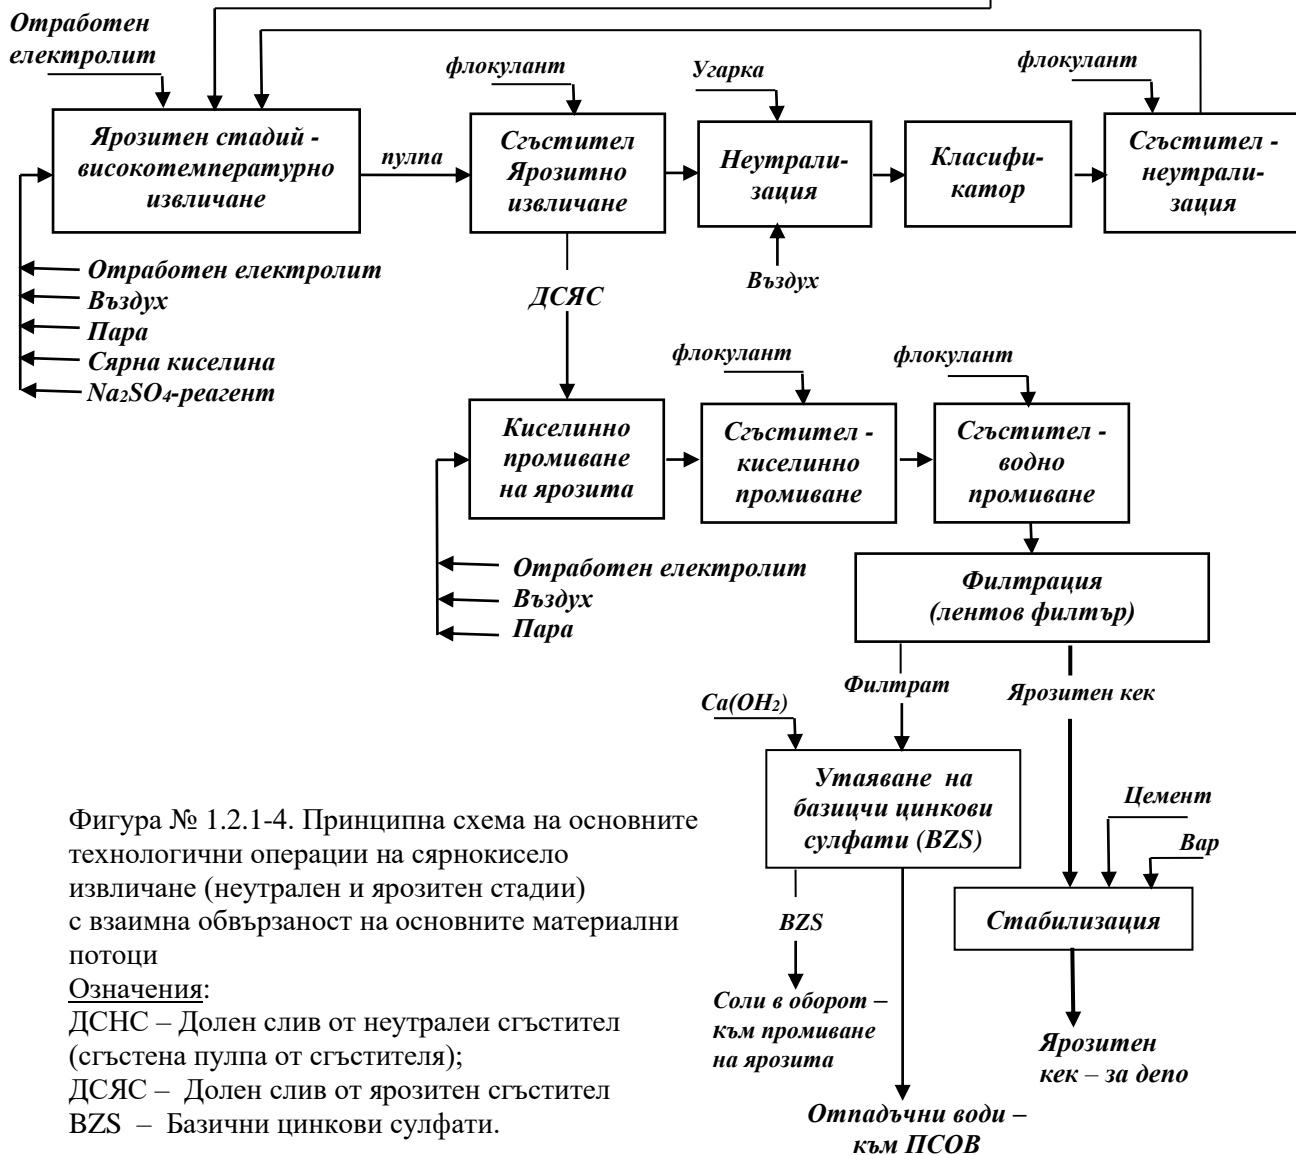 Отработен
електролит
флокулант
Угарка
флокулант
Ярозитен стадий -
високотемпературно
извличане
пулпа
Сгъстител
Ярозитно
извличане
Неутрали-
зация
Класифи-
катор
Сгъстител -
неутрали-
зация
Отработен електролит
Въздух
Пара
Сярна киселина
Na₂SO₄-реагент
ДСЯС
Въздух
флокулант
флокулант
Киселинно
промиване
на ярозита
Сгъстител -
киселинно
промиване
Сгъстител -
водно
промиване
Отработен електролит
Въздух
Пара
Филтрация
(лентов филтър)
Филтрат
Ярозитен кек
Ca(OH₂)
Утаяване на
базицчи цинкови
сулфати (BZS)
Цемент
Вар
Стабилизация
BZS
Соли в оборот –
към промиване
на ярозита
Ярозитен
кек – за депо
Отпадъчни води –
към ПСОВ
Фигура № 1.2.1-4. Принципна схема на основните
технологични операции на сярнокисело
извличане (неутрален и ярозитен стадии)
с взаимна обвързаност на основните материални
потоци
Означения:
ДСНС – Долен слив от неутралеи сгъстител
(сгъстена пулпа от сгъстителя);
ДСЯС – Долен слив от ярозитен сгъстител
BZS – Базични цинкови сулфати.